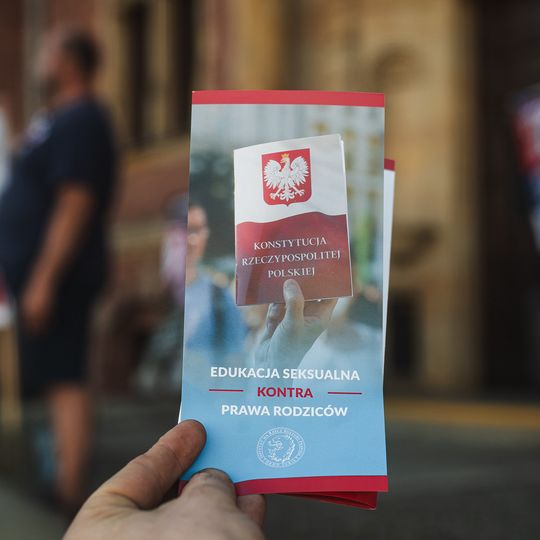 KONSTYTUCJA
RZECZYPOSPOLITEJ
POLSKIEJ
EDUKACJA SEKSUALNA
KONTRA
PRAWA RODZICÓW